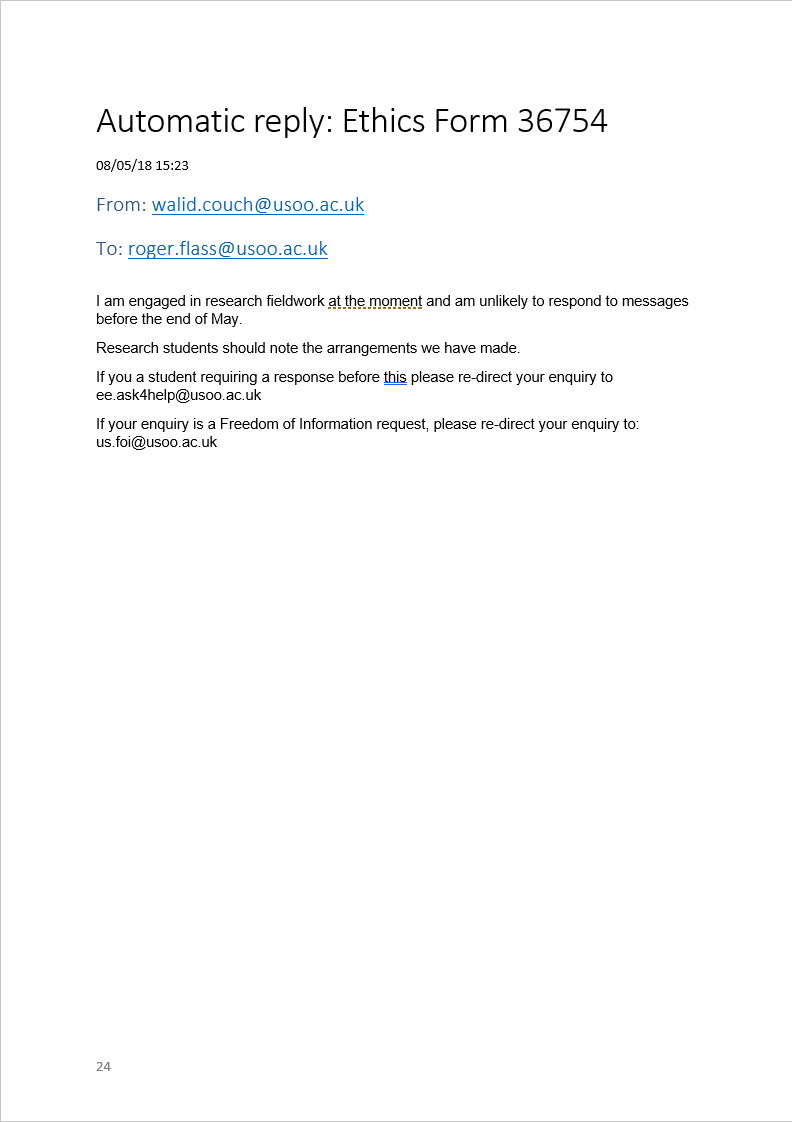 Automatic reply: Ethics Form 36754
08/05/18 15:23
From: walid.couch@usoo.ac.uk
To: roger.flass@usoo.ac.uk
I am engaged in research fieldwork at the moment and am unlikely to respond to messages
before the end of May.
Research students should note the arrangements we have made.
If you a student requiring a response before this please re-direct your enquiry to
ee.ask4help@usoo.ac.uk
If your enquiry is a Freedom of Information request, please re-direct your enquiry to:
us.foi@usoo.ac.uk
24